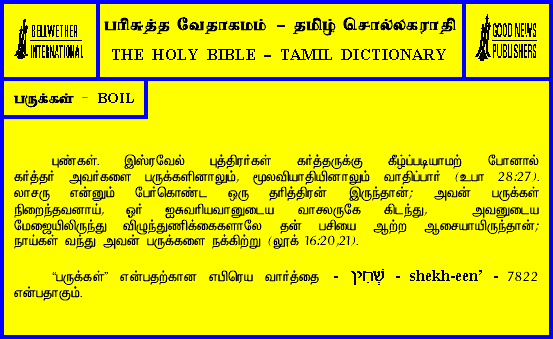 BELLWETHER
INTERNATIONAL
பரிசுத்த வேதாகமம் – தமிழ் சொல்லகராதி
THE HOLY BIBLE – TAMIL DICTIONARY
GOOD NEWS
PUBLISHERS
பருக்கள் – BOIL
புண்கள். இஸ்ரவேல் புத்திரர்கள் கர்த்தருக்கு கீழ்ப்படியாமற் போனால்
கர்த்தர் அவர்களை பருக்களினாலும், மூலவியாதியினாலும் வாதிப்பார் (உபா 28:27).
லாசரு என்னும் பேர்கொண்ட ஒரு தரித்திரன் இருந்தான்; அவன் பருக்கள்
நிறைந்தவனாய், ஓர் ஐசுவரியவானுடைய வாசலருகே கிடந்து, அவனுடைய
மேஜையிலிருந்து விழுந்துணிக்கைகளாலே தன் பசியை ஆற்ற ஆசையாயிருந்தான்;
நாய்கள் வந்து அவன் பருக்களை நக்கிற்று (லூக் 16:20,21).
“பருக்கள்” என்பதற்கான எபிரெய வார்த்தை - שְׁחִין - shekh-een’ - 7822
என்பதாகும்.